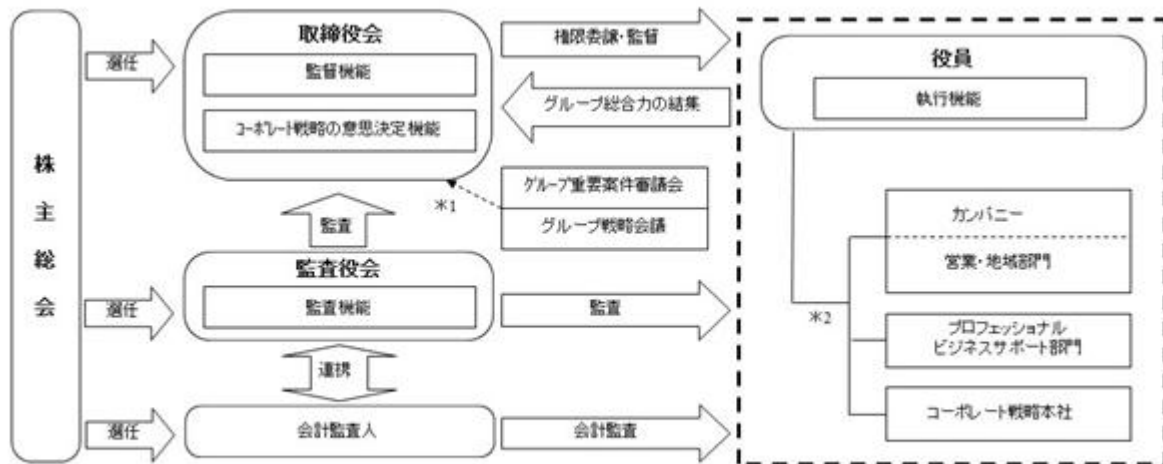 株主総会
選任
取締役会
監督機能
コーポレート戦略の意思決定機能
権限委譲・監督
グループ総合力の結集
*1
グループ重要案件審議会
グループ戦略会議
監査
選任
監査役会
監査機能
監査
連携
選任
会計監査人
会計監査
役員
執行機能
*2
カンパニー
営業・地域部門
プロフェッショナル
ビジネスサポート部門
コーポレート戦略本社